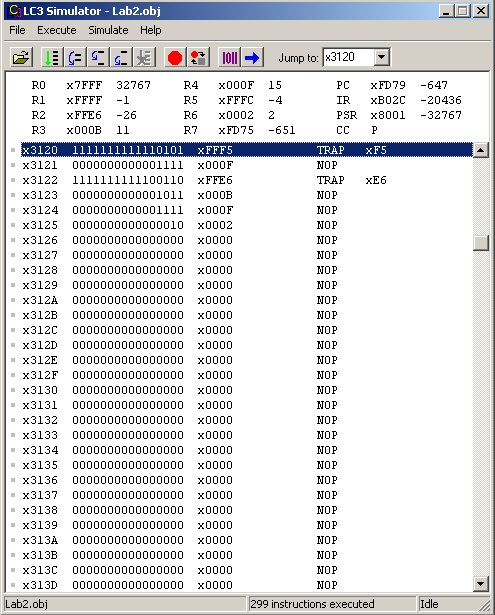 LC3 Simulator - Lab2.obj
File Execute Simulate Help
Jump to: x3120
R0 x7FFF 32767 R4 x000F 15 PC xFD79 -647
R1 xFFFF -1 R5 xFFFC -4 IR xB02C -20436
R2 xFFE6 -26 R6 x0002 2 PSR x8001 -32767
R3 x000B 11 R7 xFD75 -651 CC P
x3120 1111111111110101 xFFF5 TRAP xF5
x3121 0000000000001111 x000F NOP
x3122 1111111111100110 xFFE6 TRAP xE6
x3123 0000000000001011 x000B NOP
x3124 0000000000001111 x000F NOP
x3125 0000000000000010 x0002 NOP
x3126 0000000000000000 x0000 NOP
x3127 0000000000000000 x0000 NOP
x3128 0000000000000000 x0000 NOP
x3129 0000000000000000 x0000 NOP
x312A 0000000000000000 x0000 NOP
x312B 0000000000000000 x0000 NOP
x312C 0000000000000000 x0000 NOP
x312D 0000000000000000 x0000 NOP
x312E 0000000000000000 x0000 NOP
x312F 0000000000000000 x0000 NOP
x3130 0000000000000000 x0000 NOP
x3131 0000000000000000 x0000 NOP
x3132 0000000000000000 x0000 NOP
x3133 0000000000000000 x0000 NOP
x3134 0000000000000000 x0000 NOP
x3135 0000000000000000 x0000 NOP
x3136 0000000000000000 x0000 NOP
x3137 0000000000000000 x0000 NOP
x3138 0000000000000000 x0000 NOP
x3139 0000000000000000 x0000 NOP
x313A 0000000000000000 x0000 NOP
x313B 0000000000000000 x0000 NOP
x313C 0000000000000000 x0000 NOP
x313D 0000000000000000 x0000 NOP
Lab2.obj 299 instructions executed Idle